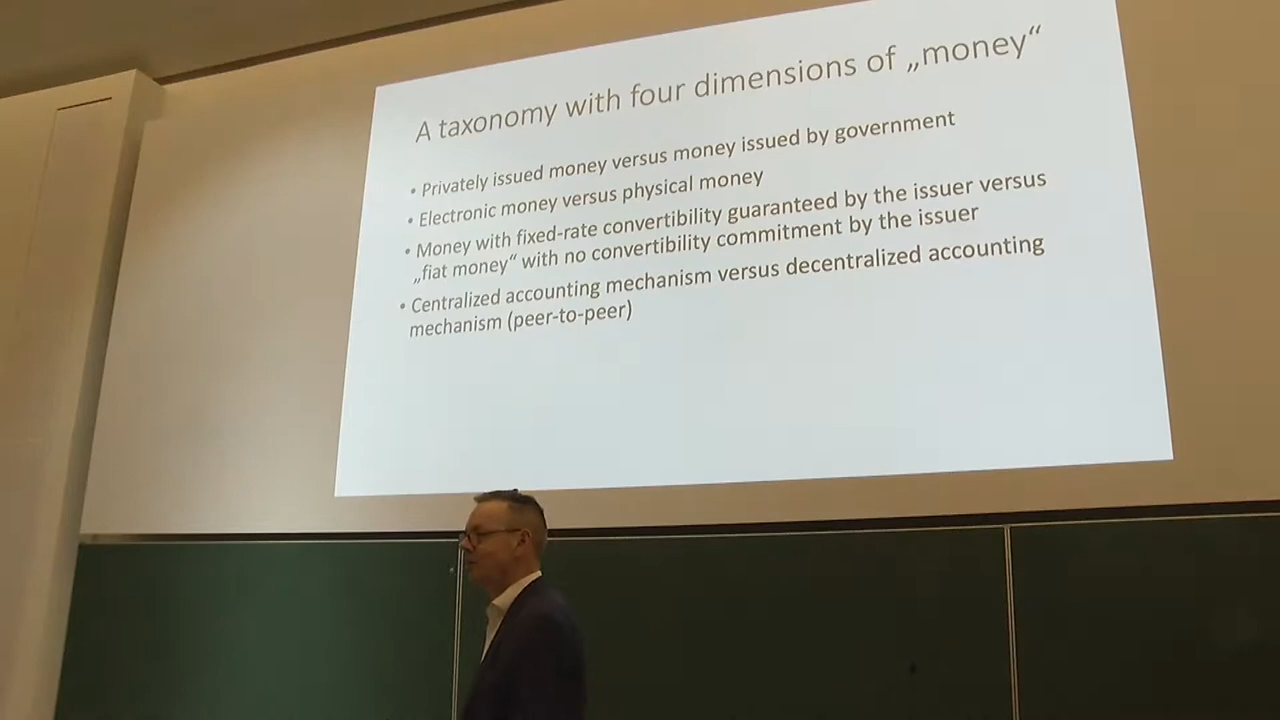 A taxonomy with four dimensions of „money“
• Privately issued money versus money issued by government
• Electronic money versus physical money
• Money with fixed-rate convertibility guaranteed by the issuer versus
„fiat money“ with no convertibility commitment by the issuer
• Centralized accounting mechanism versus decentralized accounting
mechanism (peer-to-peer)